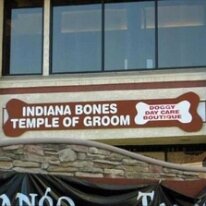 INDIANA BONES
TEMPLE OF GROOM
DOGGY
DAY CARE
BOUTIQUE